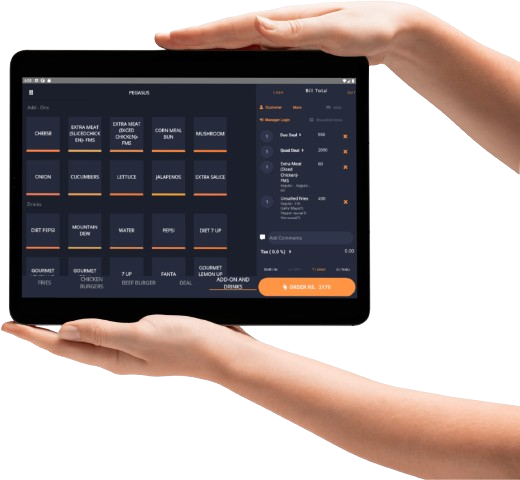 PEGASUS
Bill Total
Add - Ons
Customer
More
Manager Login
CHEESE
EXTRA MEAT
(SLICEDCHICK
EN)- FMS
EXTRA MEAT
(DICED
CHICKEN)-
FMS
CORN MEAL
BUN
MUSHROOM
Duo Deal
Quad Deal
ONION
CUCUMBERS
LETTUCE
JALAPENOS
EXTRA SAUCE
Extra Meat
(Diced
Chicken)-
FMS
60
Unsalted Fries
Drinks
DIET PEPSI
MOUNTAIN
DEW
WATER
PEPSI
DIET 7 UP
Add Comments
Tax ( 0.0 %)
0.00
GOURMET
GOURMET
7 UP
FANTA
GOURMET
LEMON UP
FRIES
CHICKEN
BURGERS
BEEF BURGER
DEAL
ADD-ON AND
DRINKS
ORDER RS. 3170